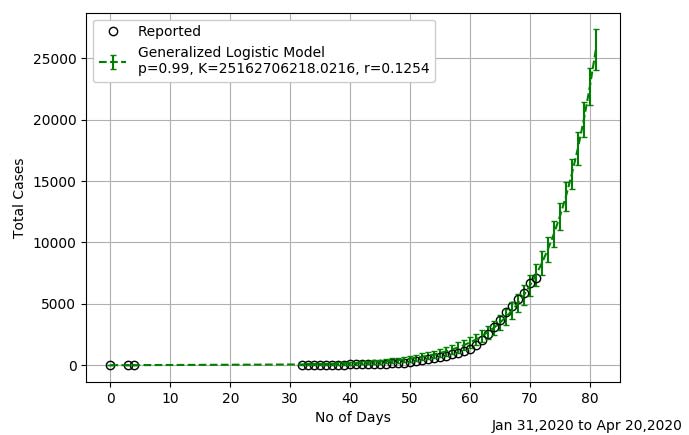 Reported
Generalized Logistic Model
p=0.99, K=25162706218.0216, r=0.1254
25000
20000
15000
10000
5000
0
Total Cases
0 10 20 30 40 50 60 70 80
No of Days
Jan 31,2020 to Apr 20,2020